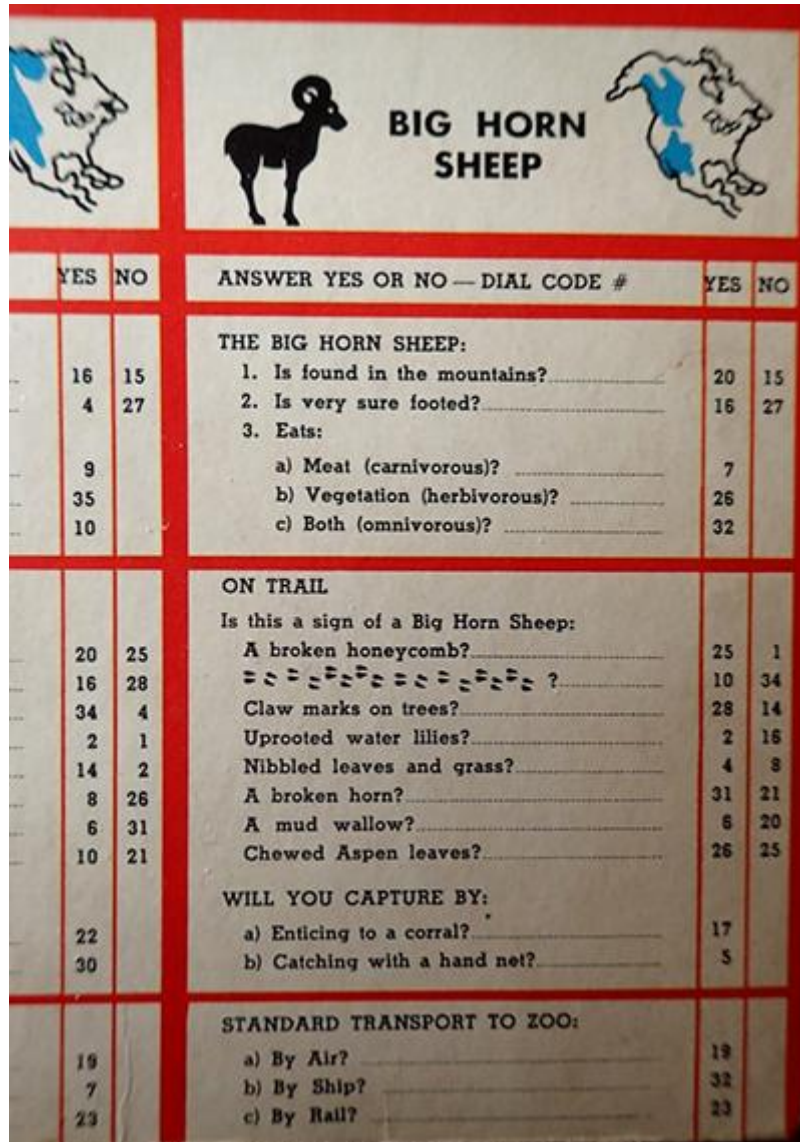 BIG HORN
SHEEP
YES NO
ANSWER YES OR NO — DIAL CODE # YES NO
THE BIG HORN SHEEP:
16 15 1. Is found in the mountains? 20 15
4 27 2. Is very sure footed? 16 27
3. Eats:
9 a) Meat (carnivorous)? 7
35 b) Vegetation (herbivorous)? 26
10 c) Both (omnivorous)? 32
ON TRAIL
Is this a sign of a Big Horn Sheep:
20 25 A broken honeycomb? 25 1
16 28 ? 10 34
34 4 Claw marks on trees? 28 14
2 1 Uprooted water lilies? 2 16
14 2 Nibbled leaves and grass? 4 8
8 26 A broken horn? 31 21
6 31 A mud wallow? 6 20
10 21 Chewed Aspen leaves? 26 25
WILL YOU CAPTURE BY:
22 a) Enticing to a corral? 17
30 b) Catching with a hand net? 5
STANDARD TRANSPORT TO ZOO:
19 a) By Air? 19
7 b) By Ship? 32
23 c) By Rail? 23